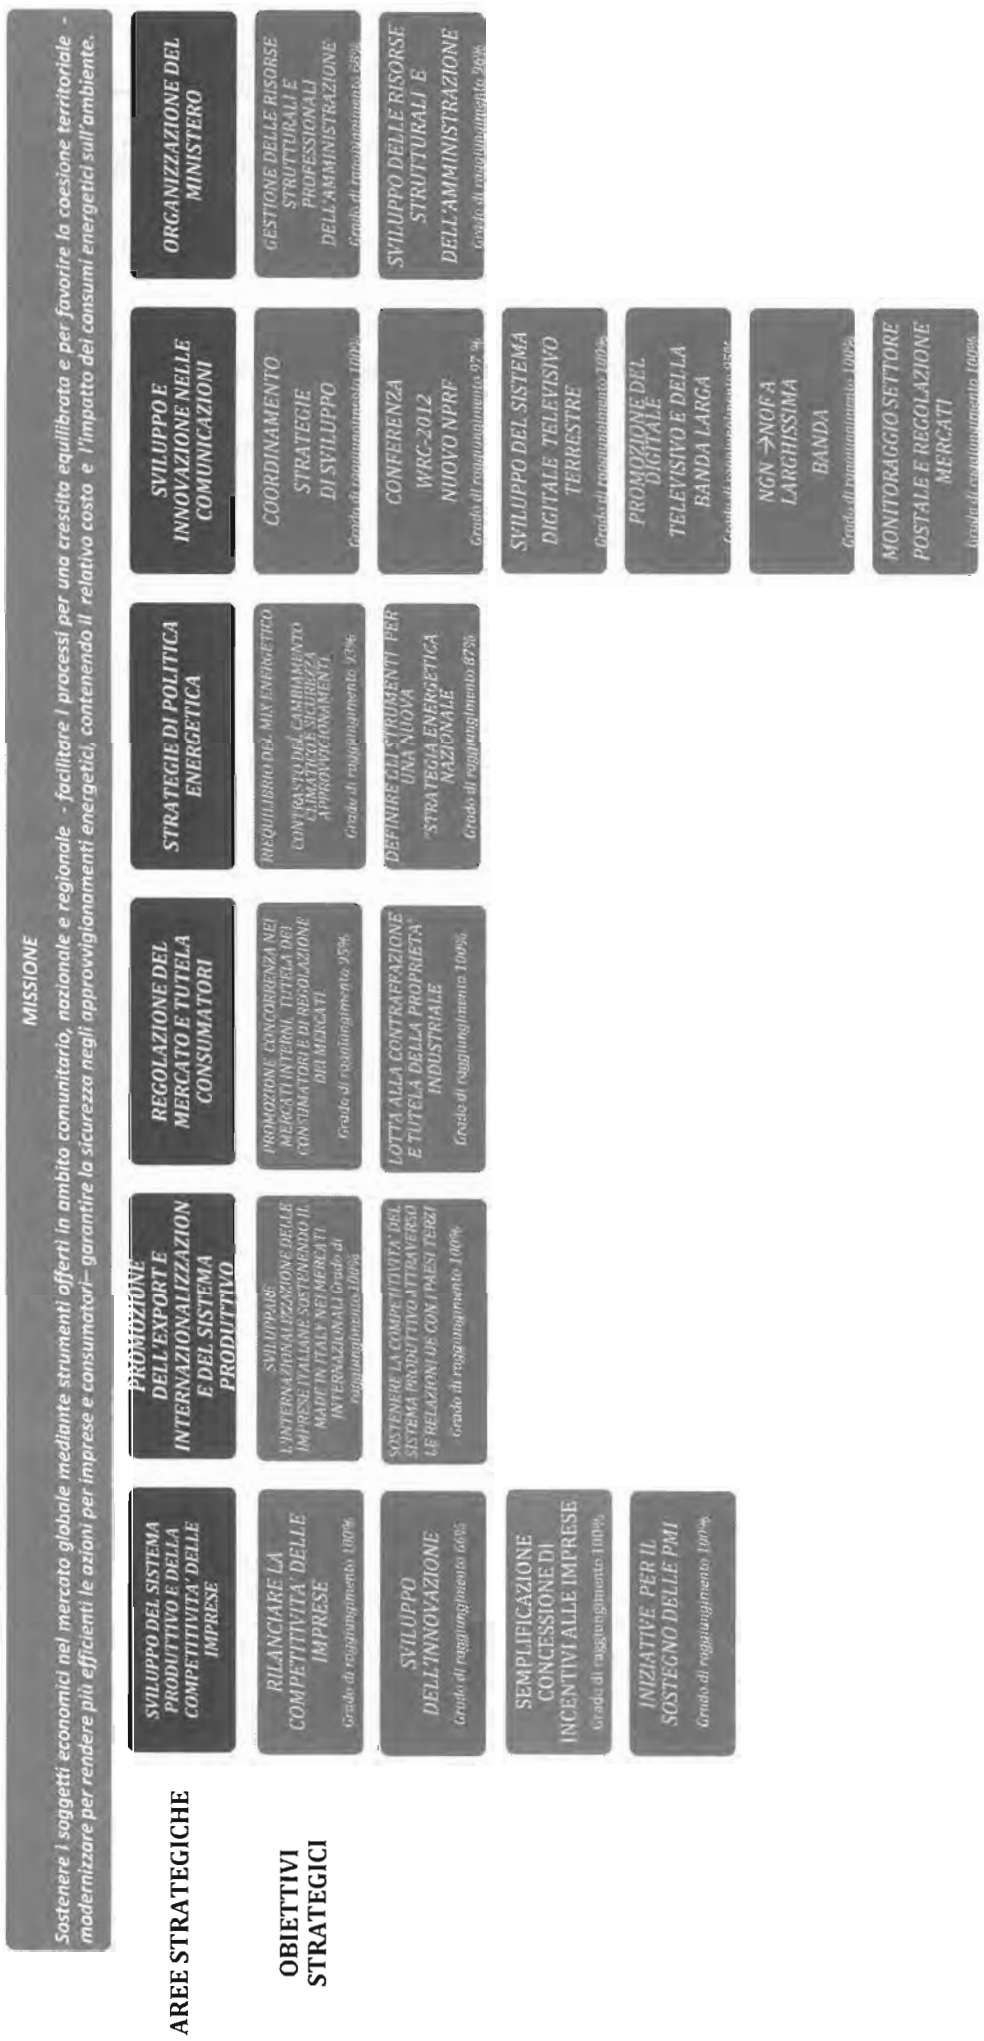 MISSIONE
Sostenere i soggetti economici nel mercato globale mediante strumenti offerti in ambito comunitario, nazionale e regionale - facilitare i processi per una crescita equilibrata e per favorire la coesione territoriale -
modernizzare per rendere più efficienti le azioni per imprese e consumatori– garantire la sicurezza negli approvvigionamenti energetici, contenendo il relativo costo e l'impatto dei consumi energetici sull'ambiente.
AREE STRATEGICHE
SVILUPPO DEL SISTEMA
PRODUTTIVO E DELLA
COMPETITIVITA' DELLE
IMPRESE
PROMOZIONE
DELL'EXPORT E
INTERNAZIONALIZZAZION
E DEL SISTEMA
PRODUTTIVO
REGOLAZIONE DEL
MERCATO E TUTELA
CONSUMATORI
STRATEGIE DI POLITICA
ENERGETICA
SVILUPPO E
INNOVAZIONE NELLE
COMUNICAZIONI
ORGANIZZAZIONE DEL
MINISTERO
OBIETTIVI
STRATEGICI
RILANCIARE LA
COMPETITIVITA' DELLE
IMPRESE
Grado di raggiungimento 100%
SVILUPPARE
L'INTERNAZIONALIZZAZIONE DELLE
IMPRESE ITALIANE SOSTENENDO IL
MADE IN ITALY NEI MERCATI
INTERNAZIONALI Grado di
raggiungimento 100%
PROMOZIONE CONCORRENZA NEI
MERCATI INTERNI, TUTELA DEI
CONSUMATORI E DI REGOLAZIONE
DEI MERCATI
Grado di raggiungimento 95%
RIEQUILIBRIO DEL MIX ENERGETICO
CONTRASTO DEL CAMBIAMENTO
CLIMATICO E SICUREZZA
APPROVVIGIONAMENTI
Grado di raggiungimento 93%
COORDINAMENTO
STRATEGIE
DI SVILUPPO
Grado di raggiungimento 100%
GESTIONE DELLE RISORSE
STRUTTURALI E
PROFESSIONALI
DELL'AMMINISTRAZIONE
Grado di raggiungimento
SVILUPPO
DELL'INNOVAZIONE
Grado di raggiungimento 66%
SOSTENERE LA COMPETITIVITA' DEL
SISTEMA PRODUTTIVO ATTRAVERSO
LE RELAZIONI UE CON PAESI TERZI
Grado di raggiungimento 100%
LOTTA ALLA CONTRAFFAZIONE
E TUTELA DELLA PROPRIETA'
INDUSTRIALE
Grado di raggiungimento 100%
DEFINIRE GLI STRUMENTI PER
UNA NUOVA
"STRATEGIA ENERGETICA
NAZIONALE
Grado di raggiungimento 87%
CONFERENZA
WRC-2012
NUOVO NPRF
Grado di raggiungimento 97 %
SVILUPPO DELLE RISORSE
STRUTTURALI E
DELL'AMMINISTRAZIONE
Grado di raggiungimento 96%
SEMPLIFICAZIONE
CONCESSIONE DI
INCENTIVI ALLE IMPRESE
Grado di raggiungimento 100%
SVILUPPO DEL SISTEMA
DIGITALE TELEVISIVO
TERRESTRE
Grado di raggiungimento 100%
INIZIATIVE PER IL
SOSTEGNO DELLE PMI
Grado di raggiungimento 100%
PROMOZIONE DEL
DIGITALE
TELEVISIVO E DELLA
BANDA LARGA
Grado di raggiungimento 95%
NGN → NOF A
LARGHISSIMA
BANDA
Grado di raggiungimento 100%
MONITORAGGIO SETTORE
POSTALE E REGOLAZIONE
MERCATI
Grado di raggiungimento 100%